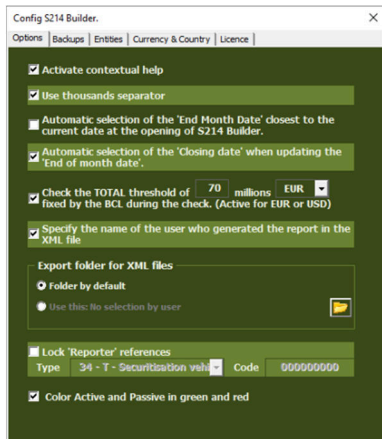 Config S214 Builder.
Options Backups Entities Currency & Country Licence
Activate contextual help
Use thousands separator
Automatic selection of the 'End Month Date' closest to the
current date at the opening of S214 Builder.
Automatic selection of the 'Closing date' when updating the
'End of month date'.
Check the TOTAL threshold of 70 millions EUR
fixed by the BCL during the check. (Active for EUR or USD)
Specify the name of the user who generated the report in the
XML file
Export folder for XML files
Folder by default
Use this: No selection by user
Lock 'Reporter' references
Type 34 - T - Securitisation vehi Code 000000000
Color Active and Passive in green and red